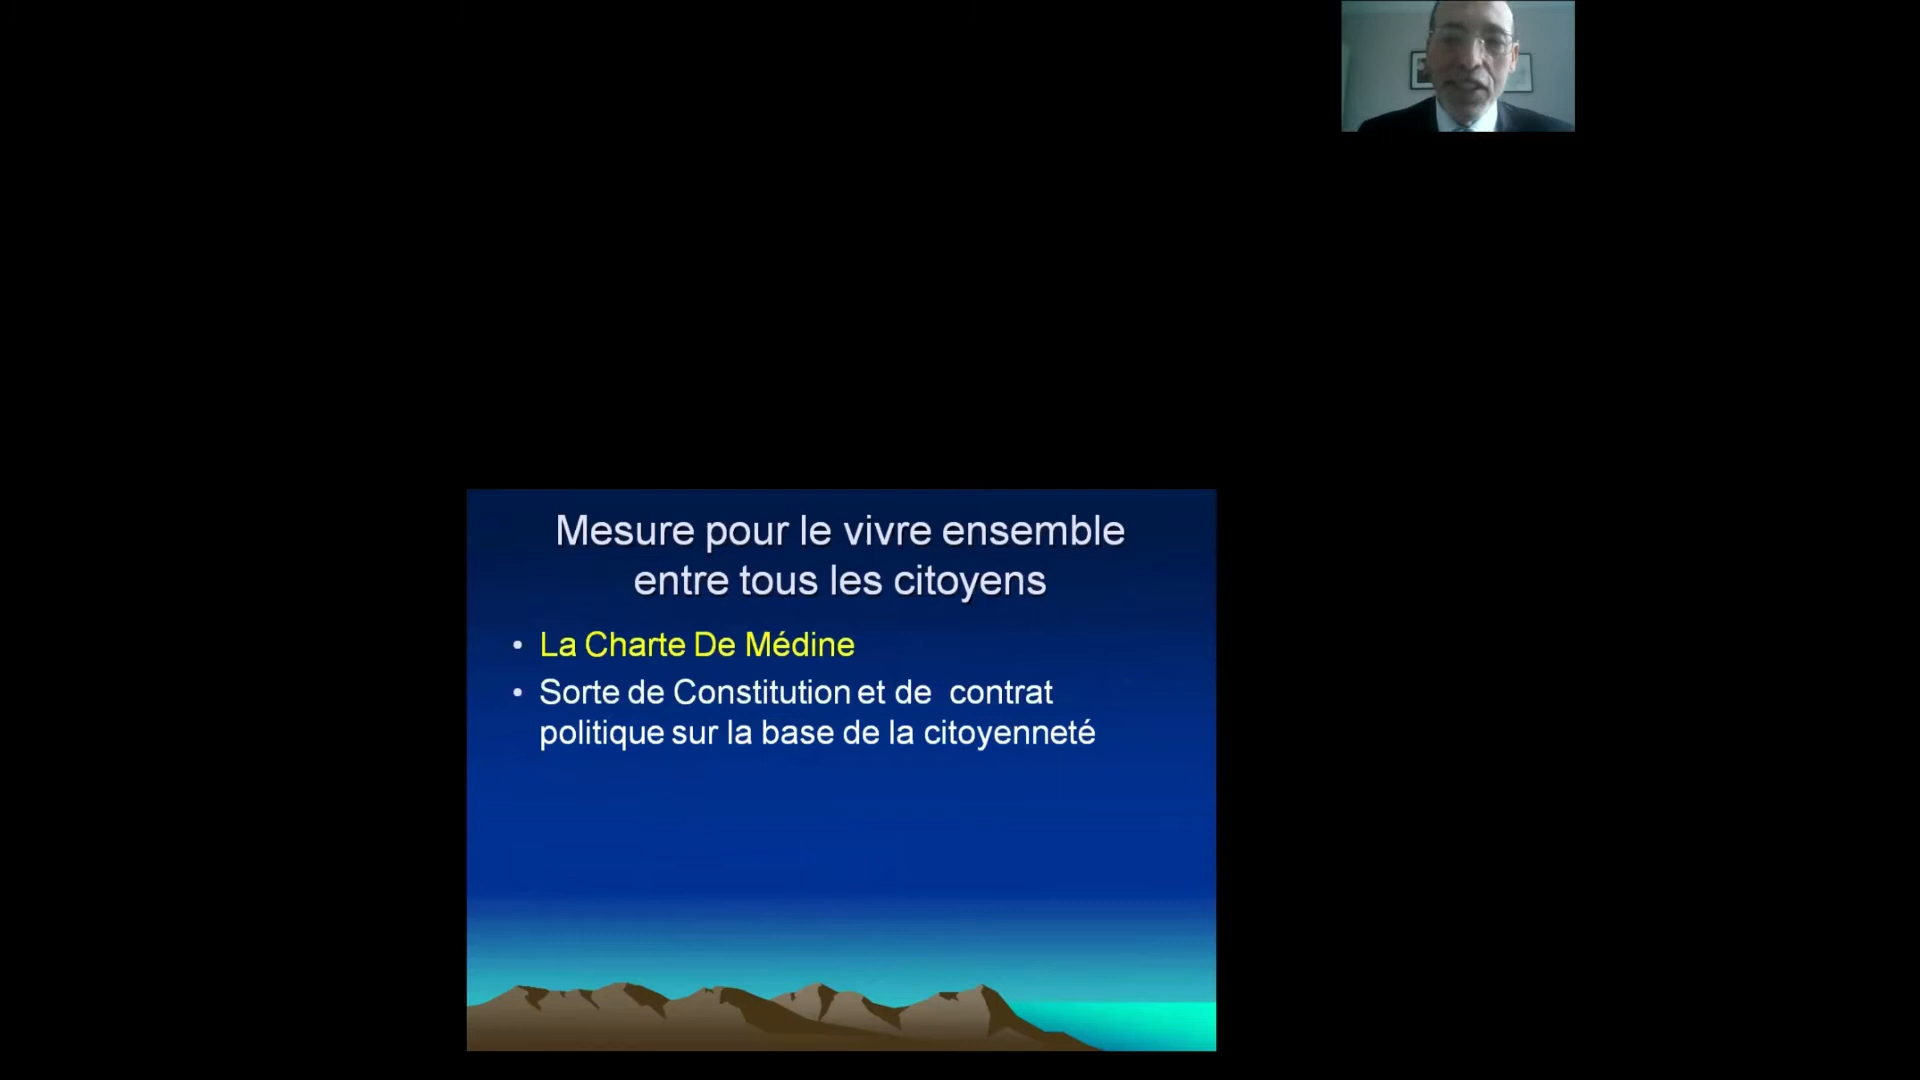 Mesure pour le vivre ensemble
entre tous les citoyens
• La Charte De Médine
• Sorte de Constitution et de contrat
politique sur la base de la citoyenneté